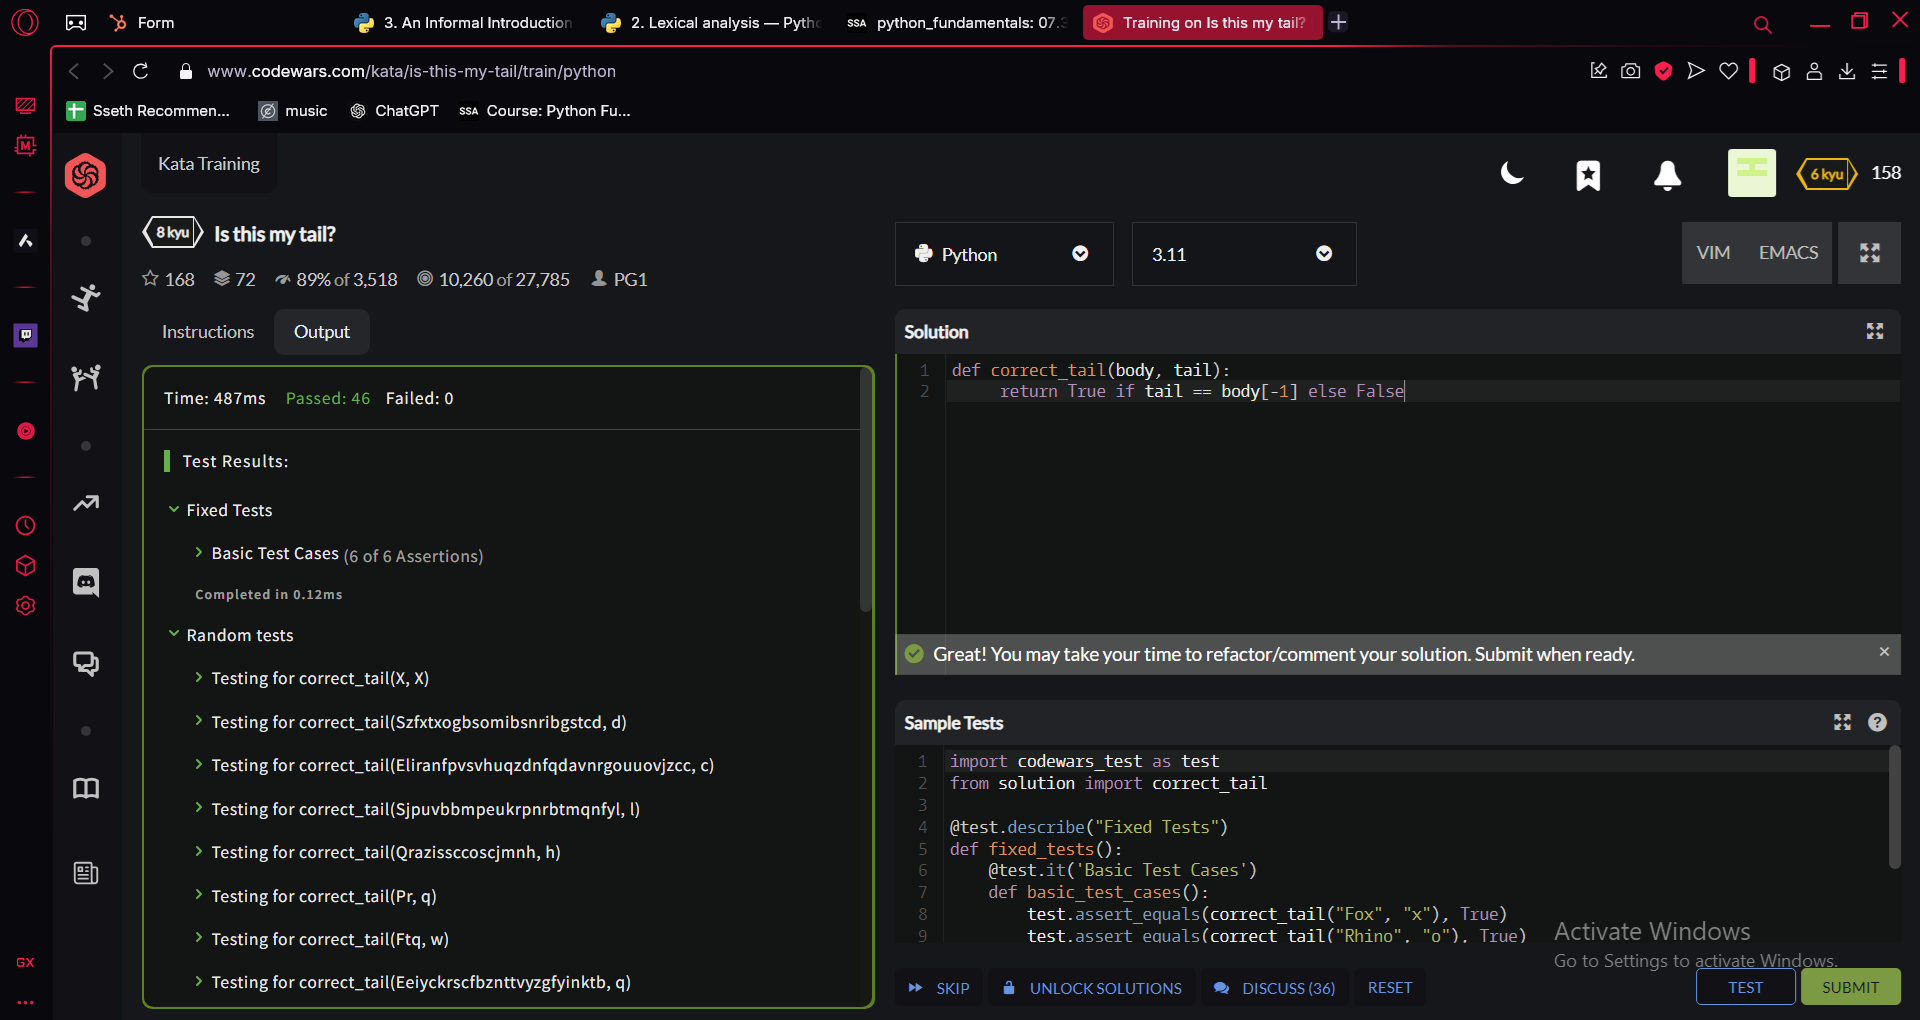 Form
3. An Informal Introduction
2. Lexical analysis — Pyth
SSA python_fundamentals: 07.3
Training on Is this my tail?
www.codewars.com/kata/is-this-my-tail/train/python
Sseth Recommen...
music
ChatGPT
SSA Course: Python Fu...
Kata Training
6 kyu
158
8 kyu
Is this my tail?
168
72
89% of 3,518
10,260 of 27,785
PG1
Python
3.11
VIM
EMACS
Instructions
Output
Time: 487ms Passed: 46 Failed: 0
Test Results:
Fixed Tests
Basic Test Cases (6 of 6 Assertions)
Completed in 0.12ms
Random tests
Testing for correct_tail(X, X)
Testing for correct_tail(Szfxtxogbsomibsnribgstcd, d)
Testing for correct_tail(Eliranfpvsvhuqzdnfqdavnrgouuovjzcc, c)
Testing for correct_tail(Sjpuvbbmpeukrpnrbtmqnfyl, l)
Testing for correct_tail(Qrazissccoscjmnh, h)
Testing for correct_tail(Pr, q)
Testing for correct_tail(Ftq, w)
Testing for correct_tail(Eeiyckrscfbznttvyzgfyinktb, q)
Solution
1 def correct_tail(body, tail):
2 return True if tail == body[-1] else False
Great! You may take your time to refactor/comment your solution. Submit when ready.
Sample Tests
1 import codewars_test as test
2 from solution import correct_tail
3
4 @test.describe("Fixed Tests")
5 def fixed_tests():
6 @test.it('Basic Test Cases')
7 def basic_test_cases():
8 test.assert_equals(correct_tail("Fox", "x"), True)
9 test.assert_equals(correct_tail("Rhino", "o"), True)
Activate Windows
Go to Settings to activate Windows.
SKIP
UNLOCK SOLUTIONS
DISCUSS (36)
RESET
TEST
SUBMIT
GX